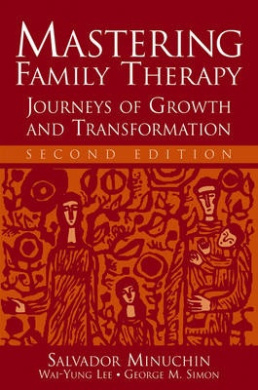 MASTERING
FAMILY THERAPY
JOURNEYS OF GROWTH
AND TRANSFORMATION
SECOND EDITION
SALVADOR MINUCHIN
WAI-YUNG LEE • GEORGE M. SIMON